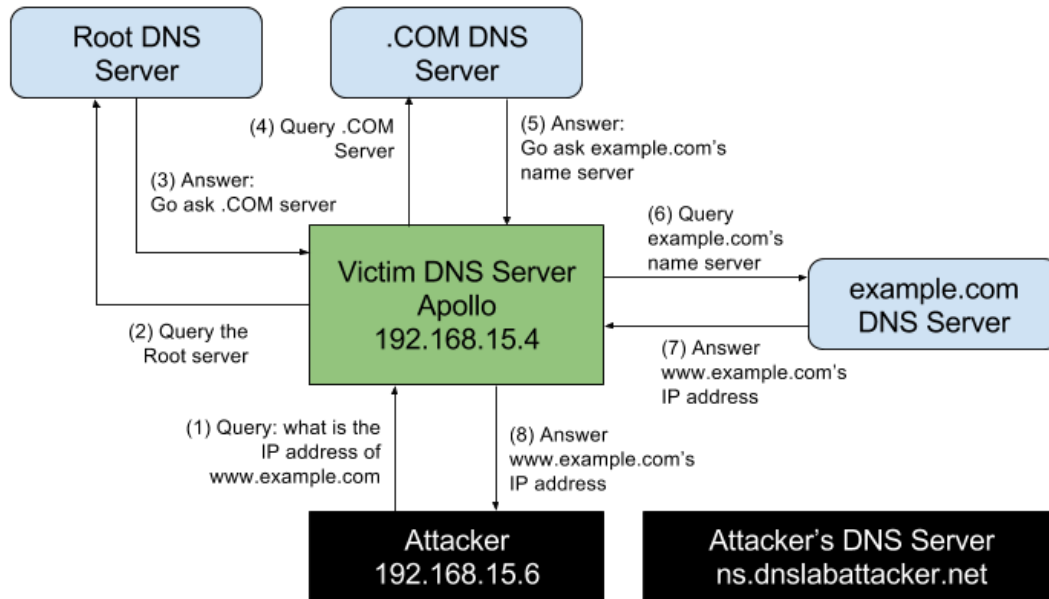 Root DNS
Server
.COM DNS
Server
(4) Query .COM
Server
(5) Answer:
Go ask example.com's
name server
(3) Answer:
Go ask .COM server
(6) Query
example.com's
name server
Victim DNS Server
Apollo
192.168.15.4
example.com
DNS Server
(2) Query the
Root server
(7) Answer
www.example.com's
IP address
(1) Query: what is the
IP address of
www.example.com
(8) Answer
www.example.com's
IP address
Attacker
192.168.15.6
Attacker's DNS Server
ns.dnslabattacker.net